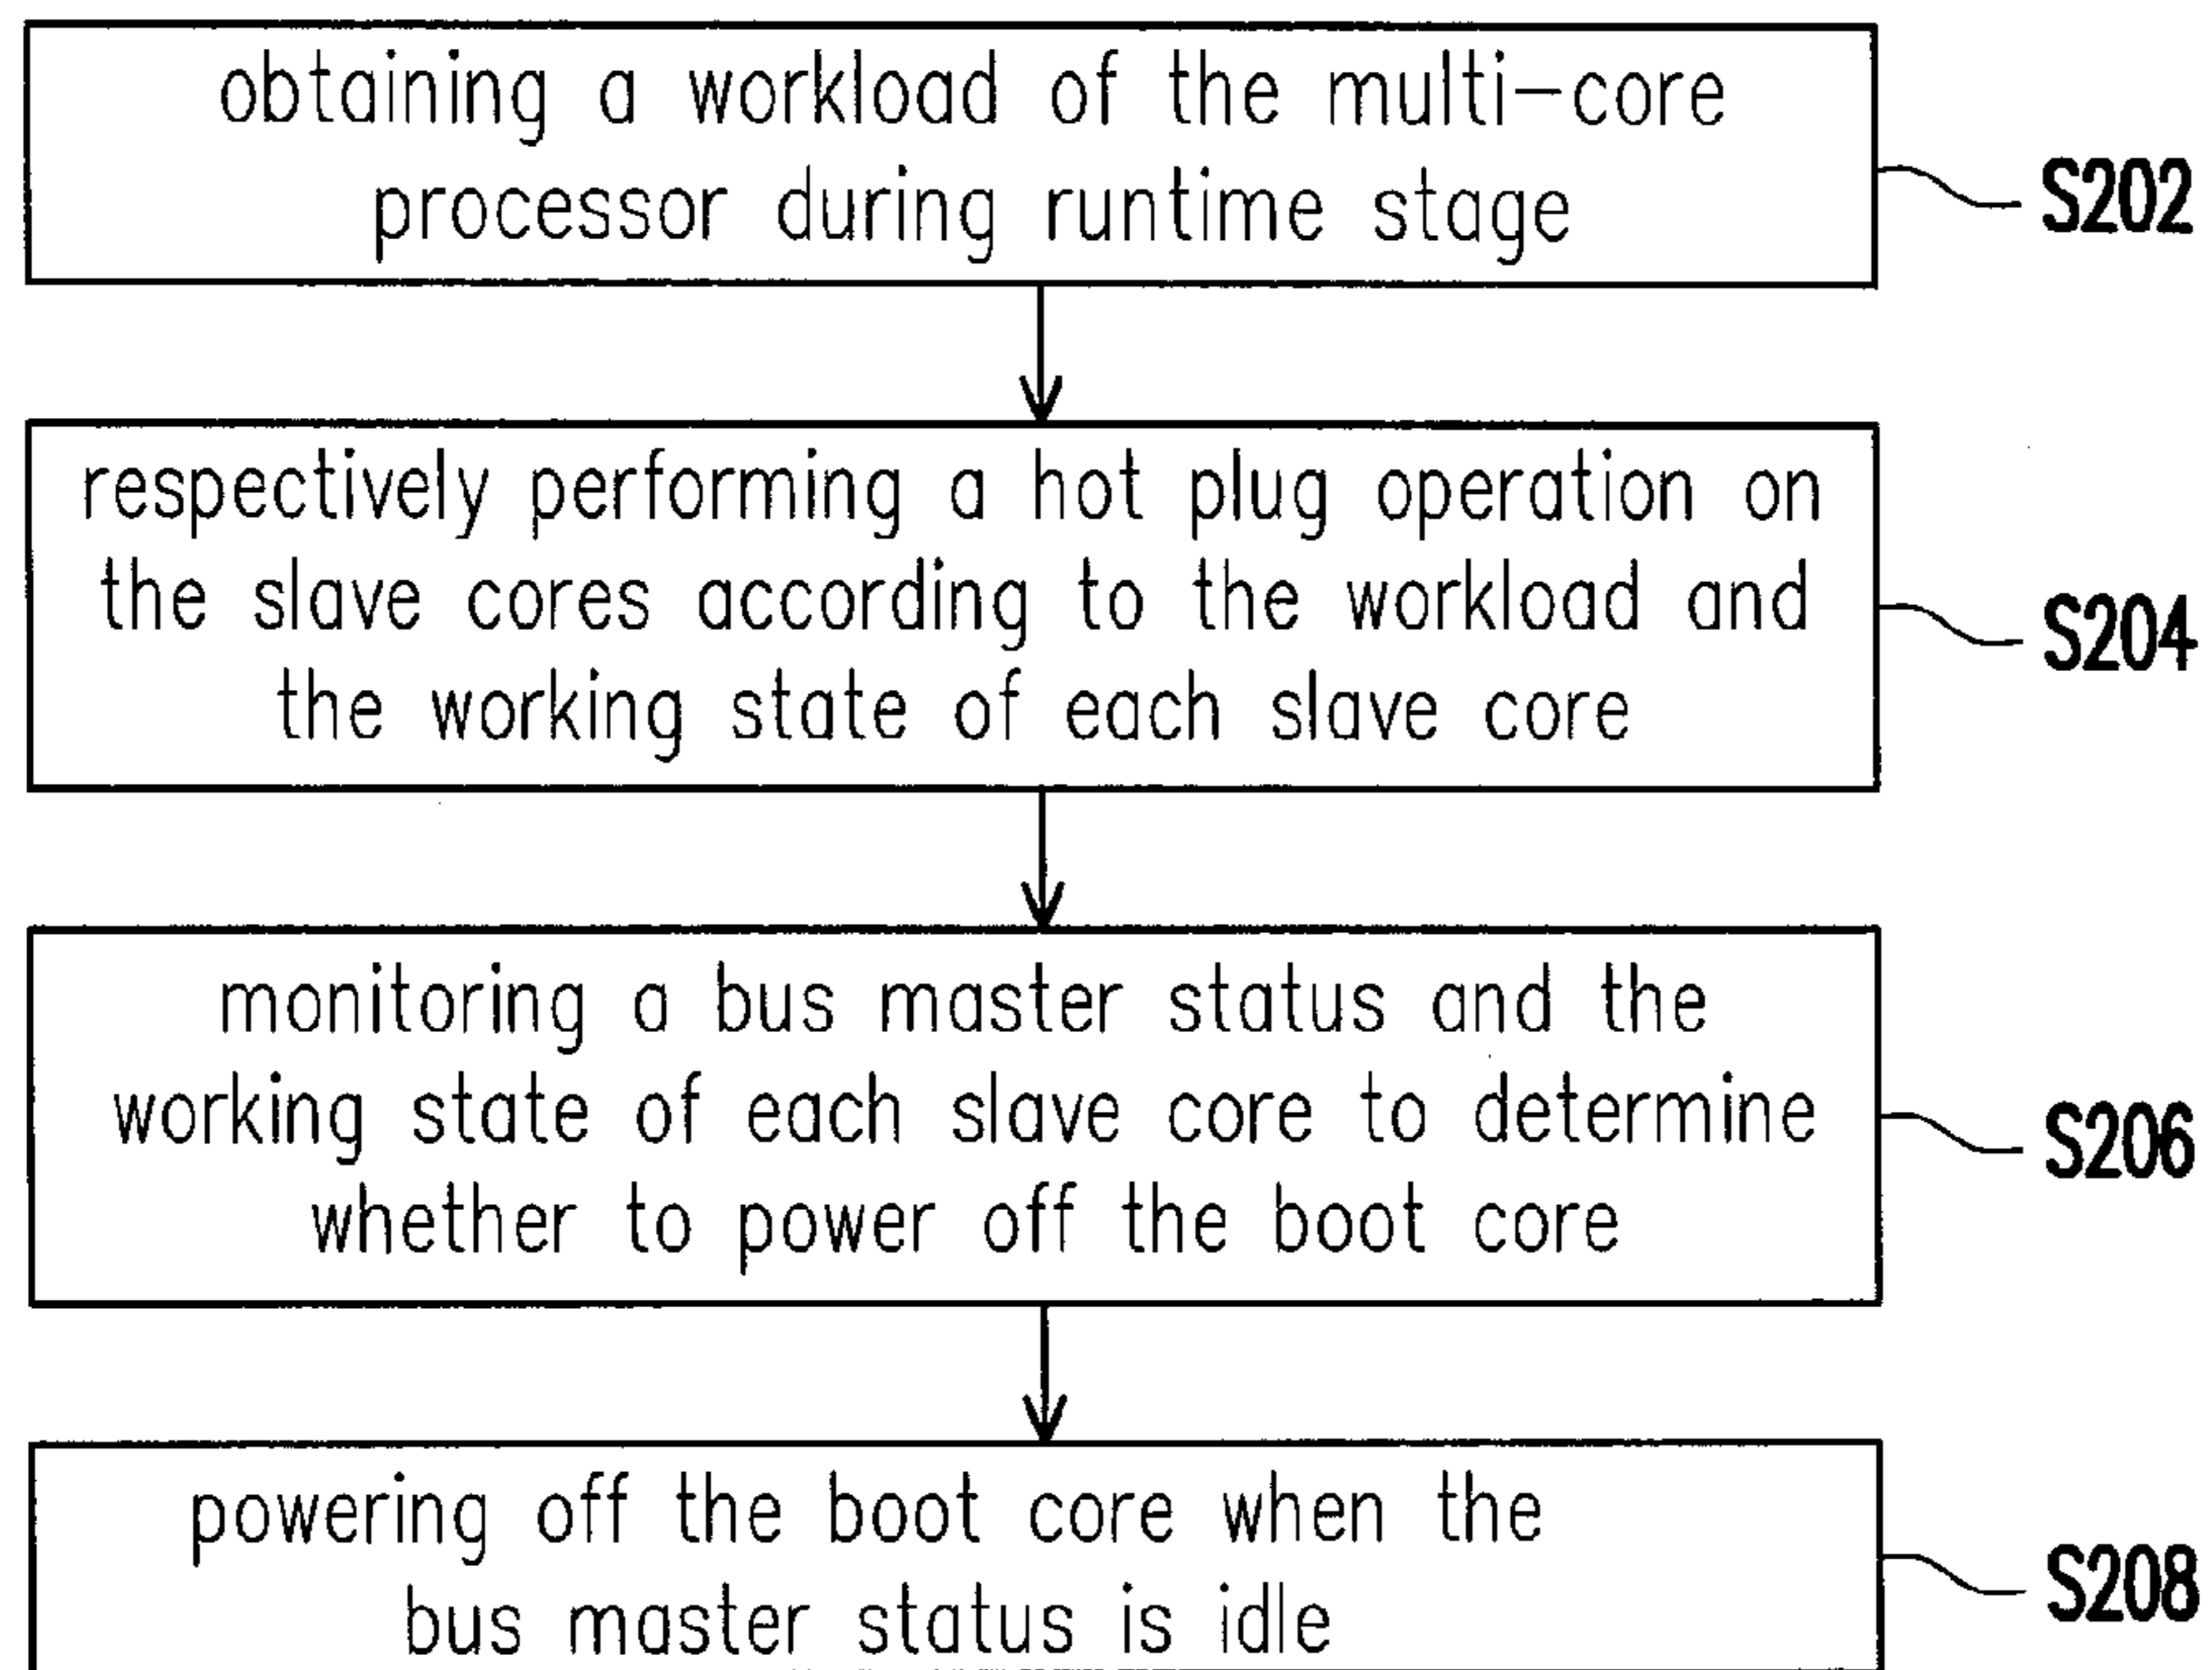 obtaining a workload of the multi-core
processor during runtime stage
S202
respectively performing a hot plug operation on
the slave cores according to the workload and
the working state of each slave core
S204
monitoring a bus master status and the
working state of each slave core to determine
whether to power off the boot core
S206
powering off the boot core when the
bus master status is idle
S208